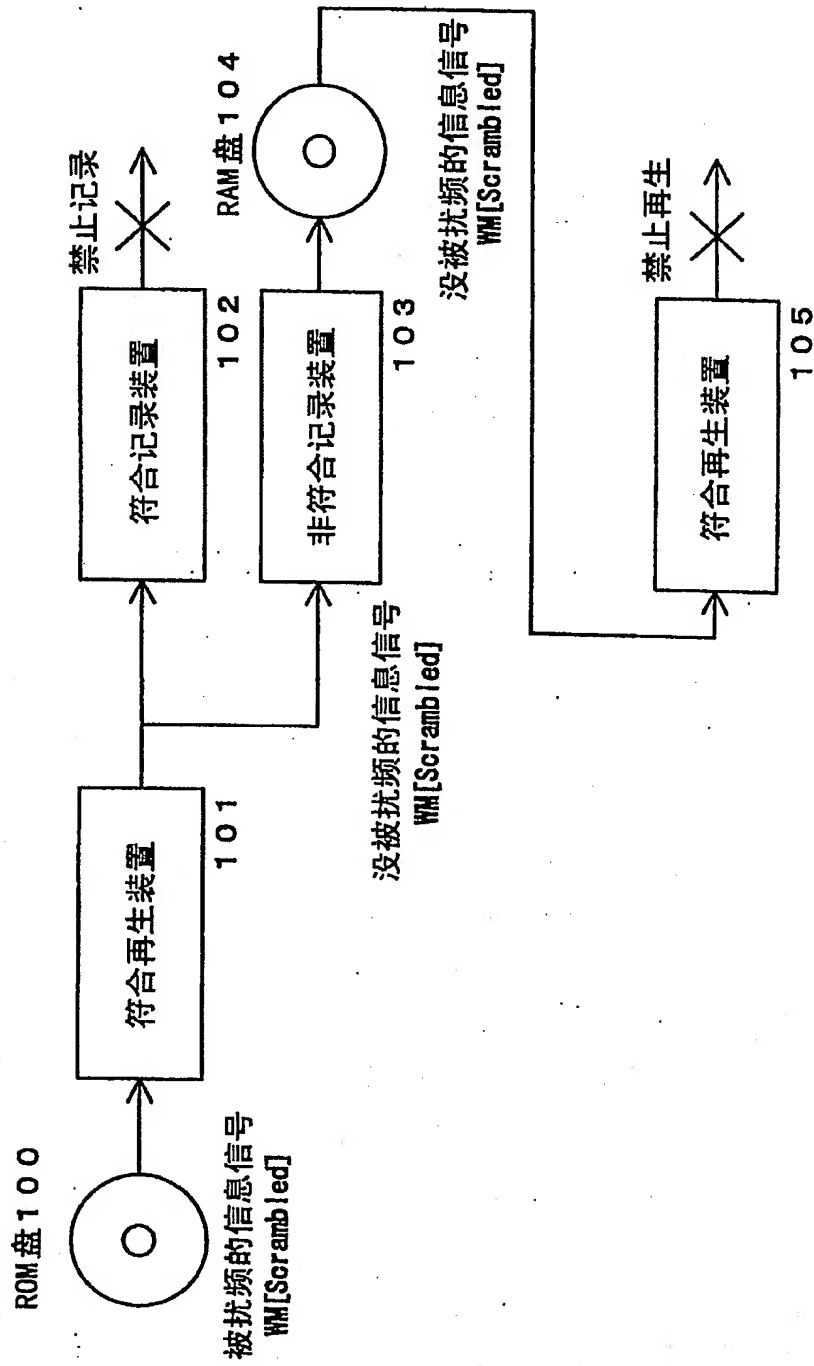 ROM盘100
被扰频的信息信号
WM[Scrambled]
符合再生装置
101
没被扰频的信息信号
WM[Scrambled]
符合记录装置
102
禁止记录
非符合记录装置
103
RAM盘104
没被扰频的信息信号
WM[Scrambled]
符合再生装置
105
禁止再生